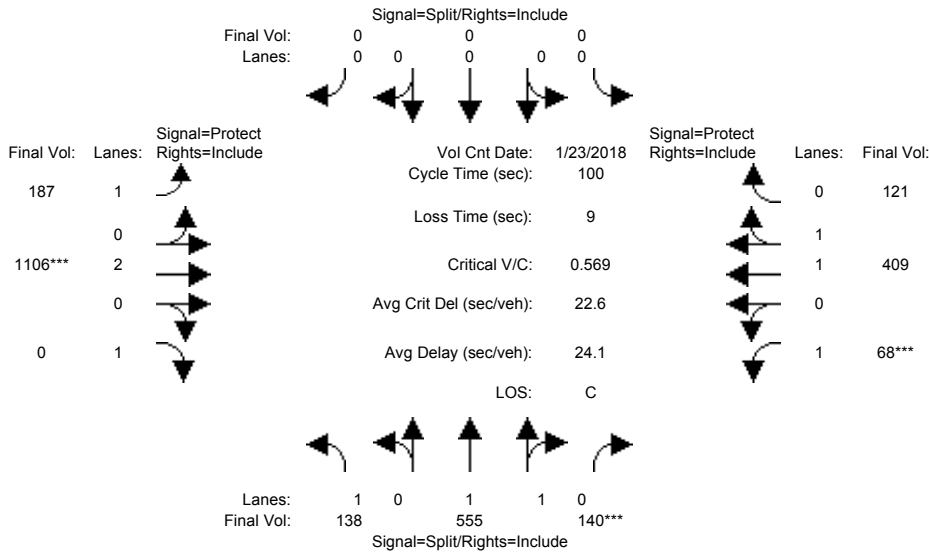 Signal=Split/Rights=Include
Final Vol: 0 0 0
Lanes: 0 0 0 0 0
Signal=Protect Signal=Protect
Final Vol: Lanes: Rights=Include Vol Cnt Date: 1/23/2018 Rights=Include Lanes: Final Vol:
Cycle Time (sec): 100
187 1 0 121
Loss Time (sec): 9
0 1
1106*** 2 Critical V/C: 0.569 1 409
0 Avg Crit Del (sec/veh): 22.6 0
0 1 Avg Delay (sec/veh): 24.1 1 68***
LOS: C
Lanes: 1 0 1 1 0
Final Vol: 138 555 140***
Signal=Split/Rights=Include